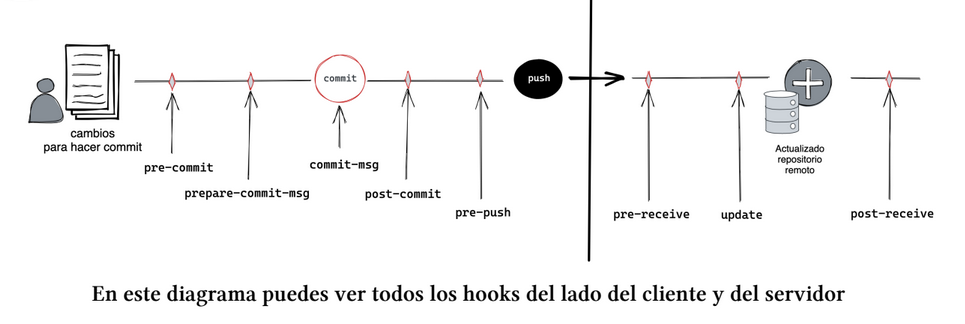 commit
push
cambios
para hacer commit
pre-commit
prepare-commit-msg
commit-msg
post-commit
pre-push
Actualizado
repositorio
remoto
pre-receive
update
post-receive
En este diagrama puedes ver todos los hooks del lado del cliente y del servidor